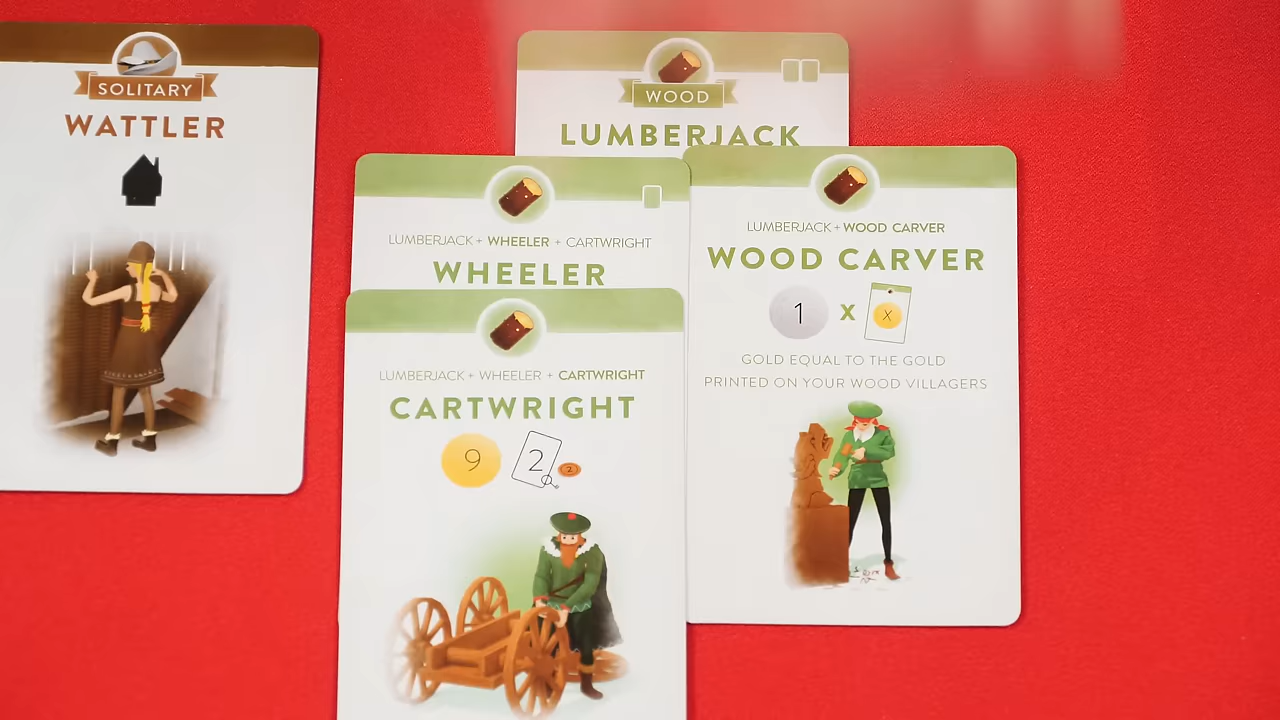 SOLITARY
WATTLER
WOOD
LUMBERJACK
LUMBERJACK + WHEELER + CARTWRIGHT
WHEELER
LUMBERJACK + WHEELER + CARTWRIGHT
CARTWRIGHT
9 2 2
LUMBERJACK + WOOD CARVER
WOOD CARVER
1 X X
GOLD EQUAL TO THE GOLD
PRINTED ON YOUR WOOD VILLAGERS